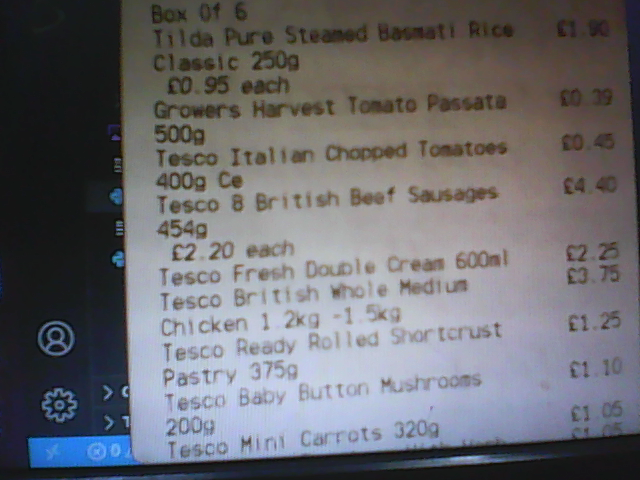 Box Of 6
Tilda Pure Steamed Basmati Rice £1.90
Classic 250g
£0.95 each
Growers Harvest Tomato Passata £0.39
500g
Tesco Italian Chopped Tomatoes £0.45
400g Ce
Tesco 8 British Beef Sausages £4.40
454g
£2.20 each
Tesco Fresh Double Cream 600ml £2.25
Tesco British Whole Medium £3.75
Chicken 1.2kg -1.5kg
Tesco Ready Rolled Shortcrust £1.25
Pastry 375g
Tesco Baby Button Mushrooms £1.10
200g
Tesco Mini Carrots 320g £1.05
£1.05